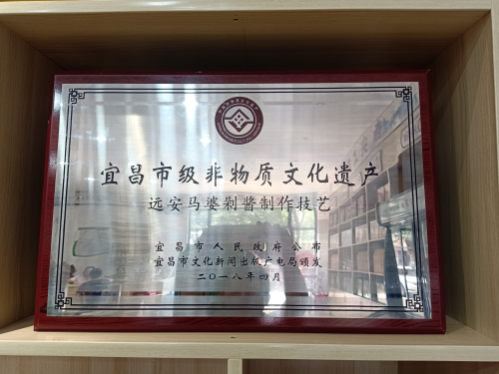 宜昌市级非物质文化遗产
远安马婆剁酱制作技艺
宜昌市人民政府公布
宜昌市文化新闻出版广电局颁发
二〇一八年四月